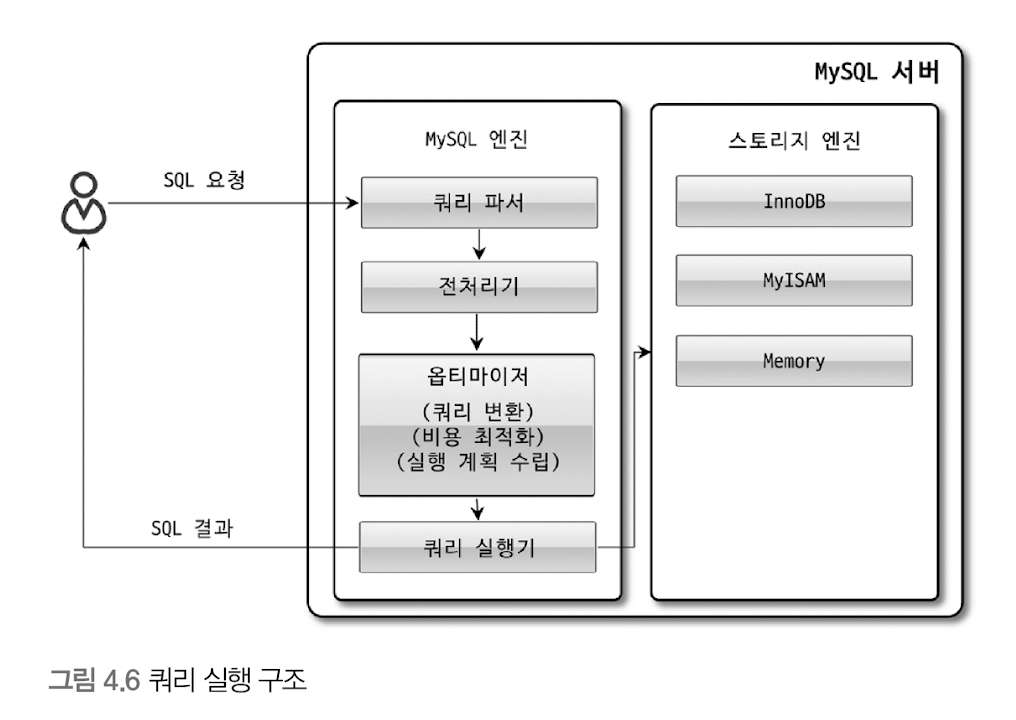 MySQL 서버
MySQL 엔진
스토리지 엔진
SQL 요청
쿼리 파서
InnoDB
전처리기
MyISAM
옵티마이저
(쿼리 변환)
(비용 최적화)
(실행 계획 수립)
Memory
SQL 결과
쿼리 실행기
그림 4.6 쿼리 실행 구조